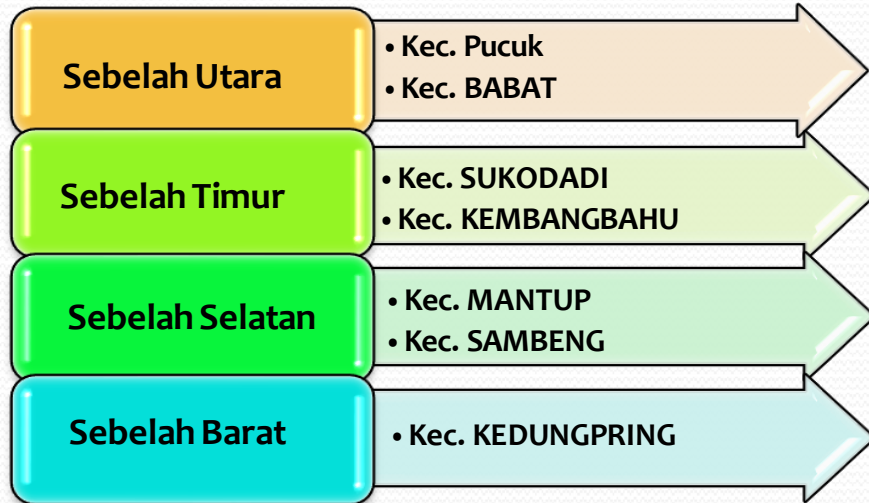 Sebelah Utara
• Kec. Pucuk
• Kec. BABAT
Sebelah Timur
• Kec. SUKODADI
• Kec. KEMBANGBAHU
Sebelah Selatan
• Kec. MANTUP
• Kec. SAMBENG
Sebelah Barat
• Kec. KEDUNGPRING